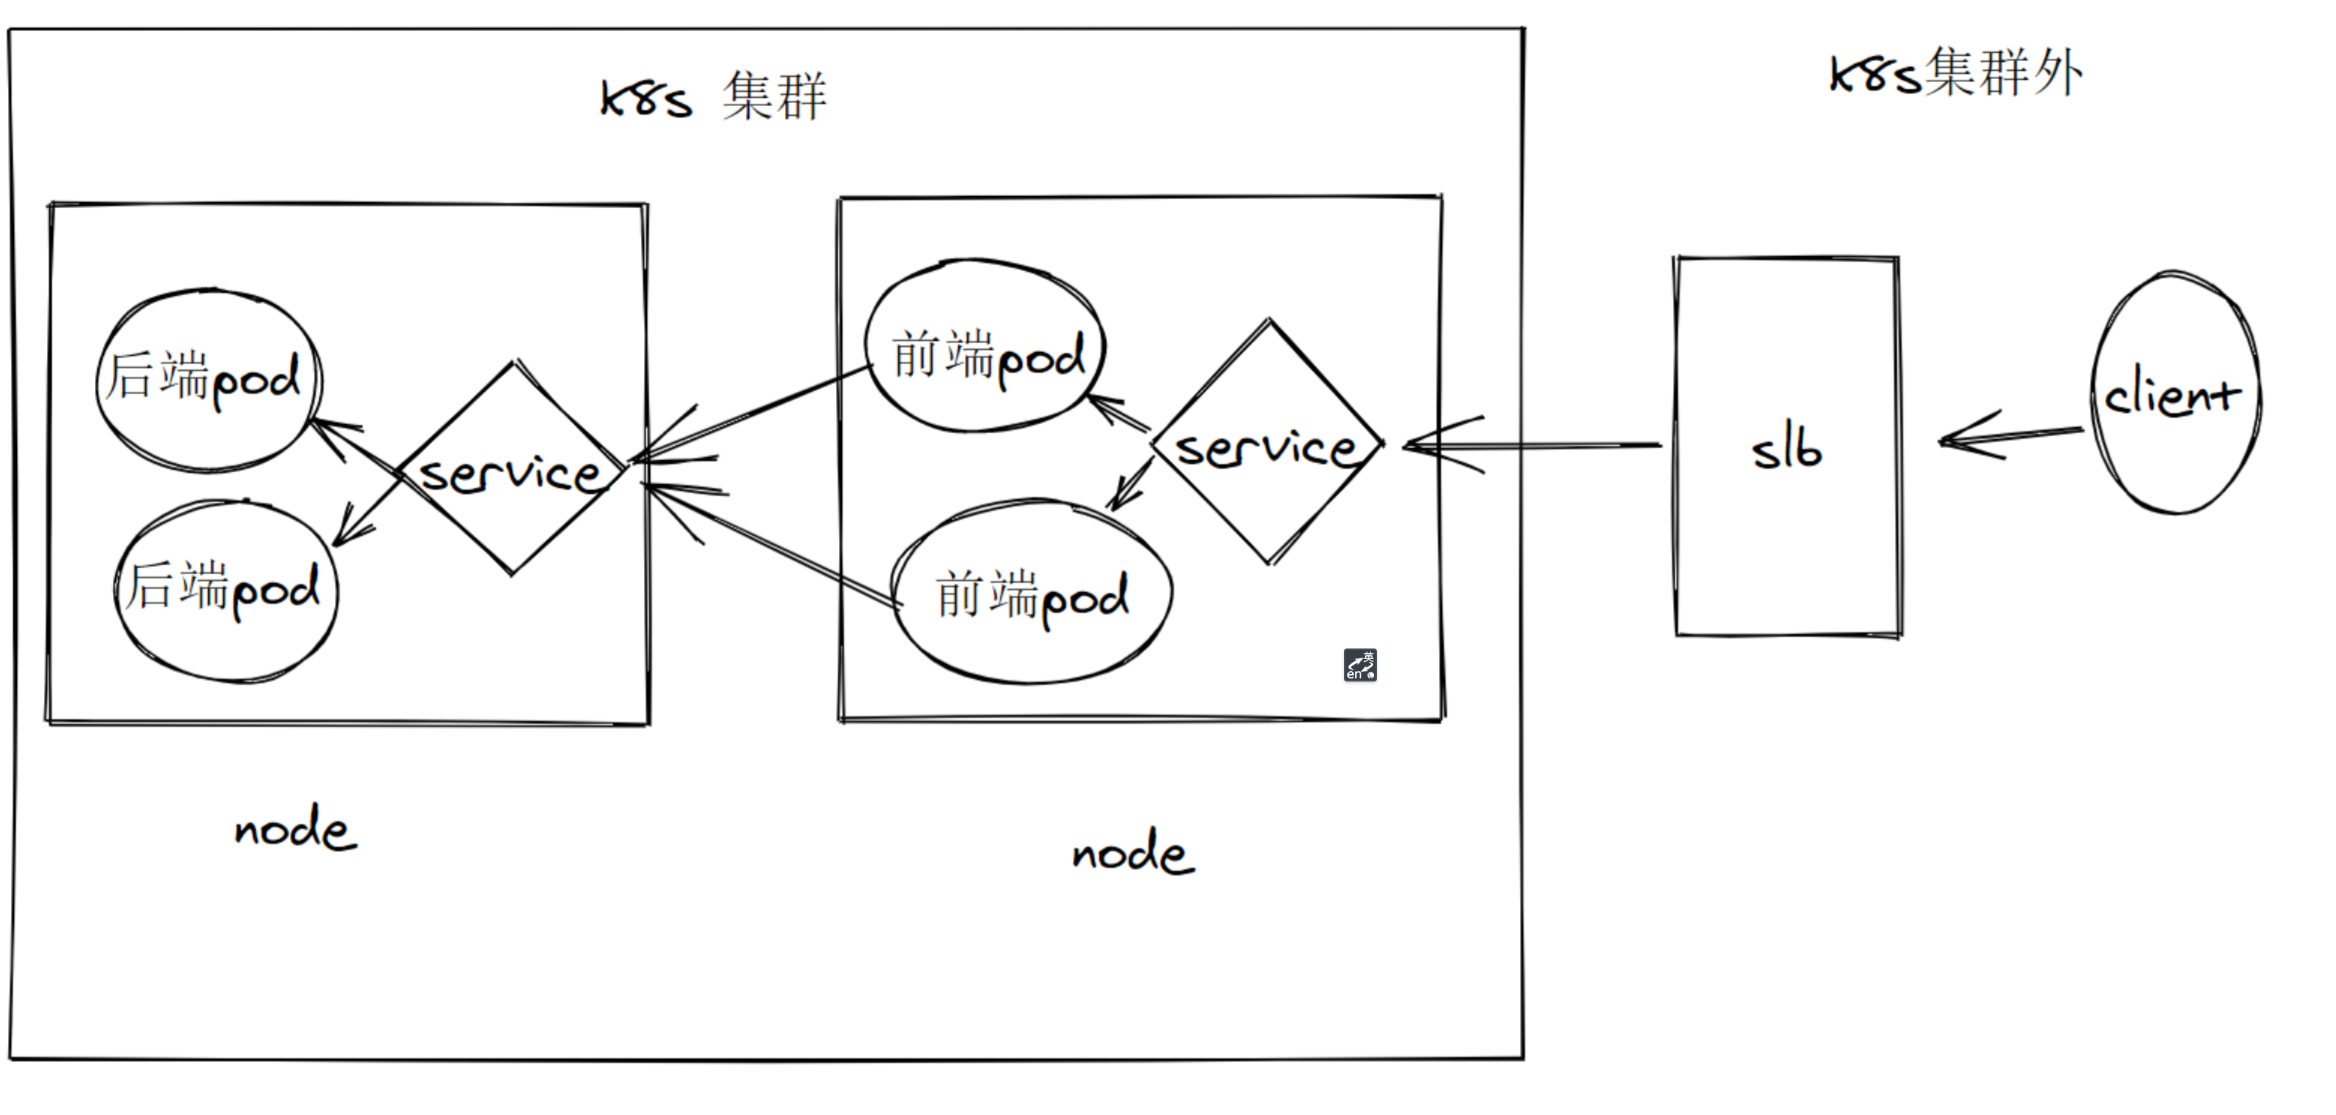 k8s 集群
k8s集群外
后端pod
后端pod
service
前端pod
前端pod
service
slb
client
英
en
node
node